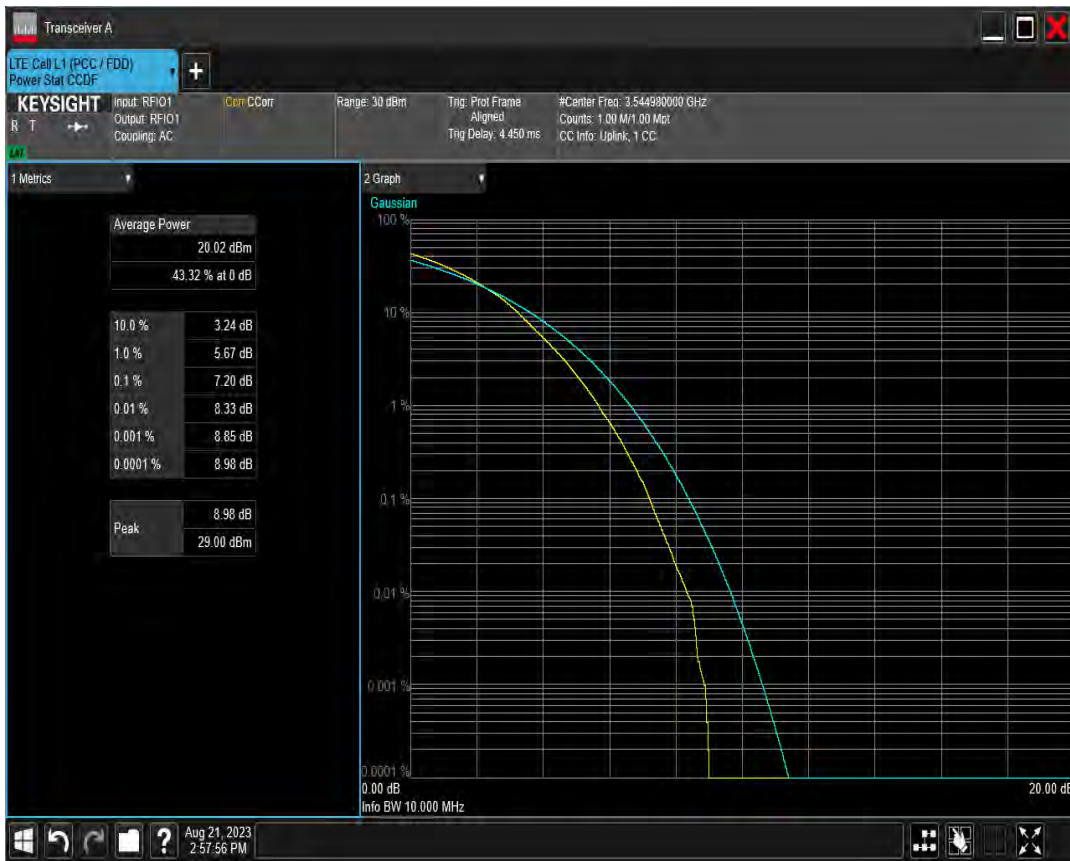 Transceiver A
LTE Cell L1 (PCC / FDD)
Power Stat CCDF
+
KEYSIGHT
R T
LXI
Input: RFIO1
Output: RFIO1
Coupling: AC
Corr CCorr
Range: 30 dBm
Trig: Prot Frame
Aligned
Trig Delay: 4.450 ms
#Center Freq: 3.544980000 GHz
Counts: 1.00 M/1.00 Mpt
CC Info: Uplink, 1 CC
1 Metrics
Average Power
20.02 dBm
43.32 % at 0 dB
10.0 % 3.24 dB
1.0 % 5.67 dB
0.1 % 7.20 dB
0.01 % 8.33 dB
0.001 % 8.85 dB
0.0001 % 8.98 dB
Peak
8.98 dB
29.00 dBm
2 Graph
Gaussian
100 %
10 %
1 %
0.1 %
0.01 %
0.001 %
0.0001 %
0.00 dB
20.00 dB
Info BW 10.000 MHz
?
Aug 21, 2023
2:57:56 PM